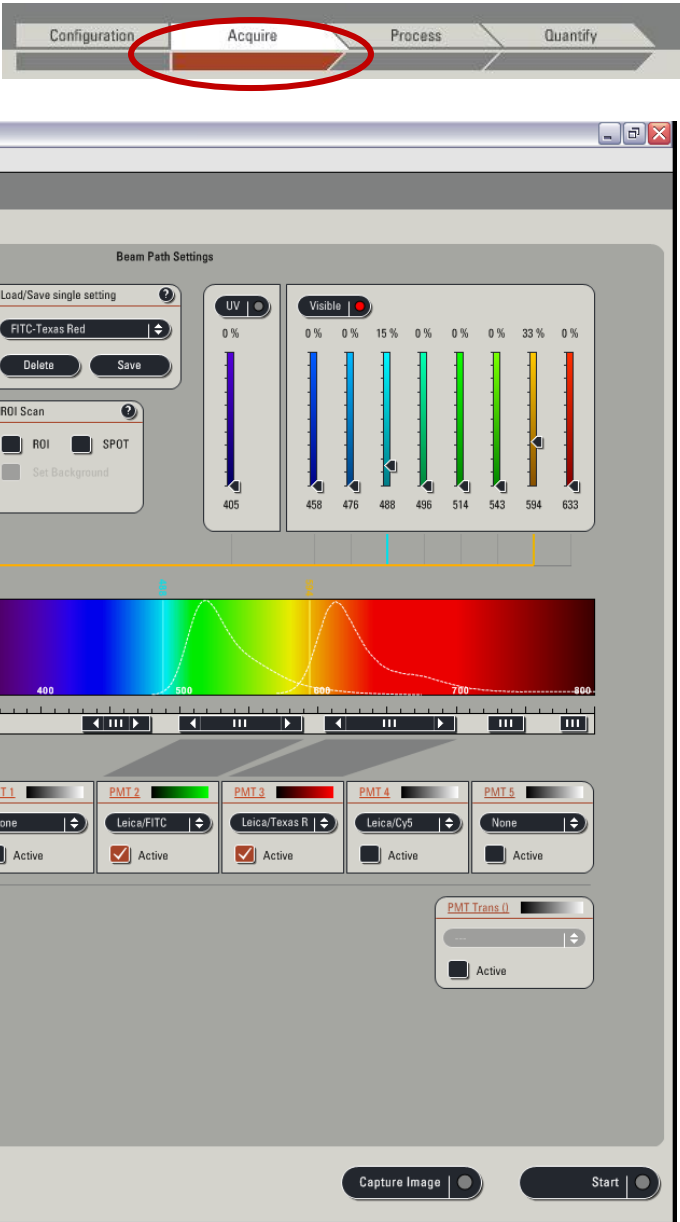 Configuration Acquire Process Quantify
Beam Path Settings
Load/Save single setting ?
FITC-Texas Red
Delete Save
ROI Scan ?
ROI SPOT
Set Background
UV
0 %
405
Visible
0 % 0 % 15 % 0 % 0 % 0 % 33 % 0 %
458 476 488 496 514 543 594 633
400 500 600 700 800
PMT 2 PMT 3 PMT 4 PMT 5
Leica/FITC Leica/Texas R Leica/Cy5 None
Active Active Active Active Active
PMT Trans ()
---
Active
Capture Image Start